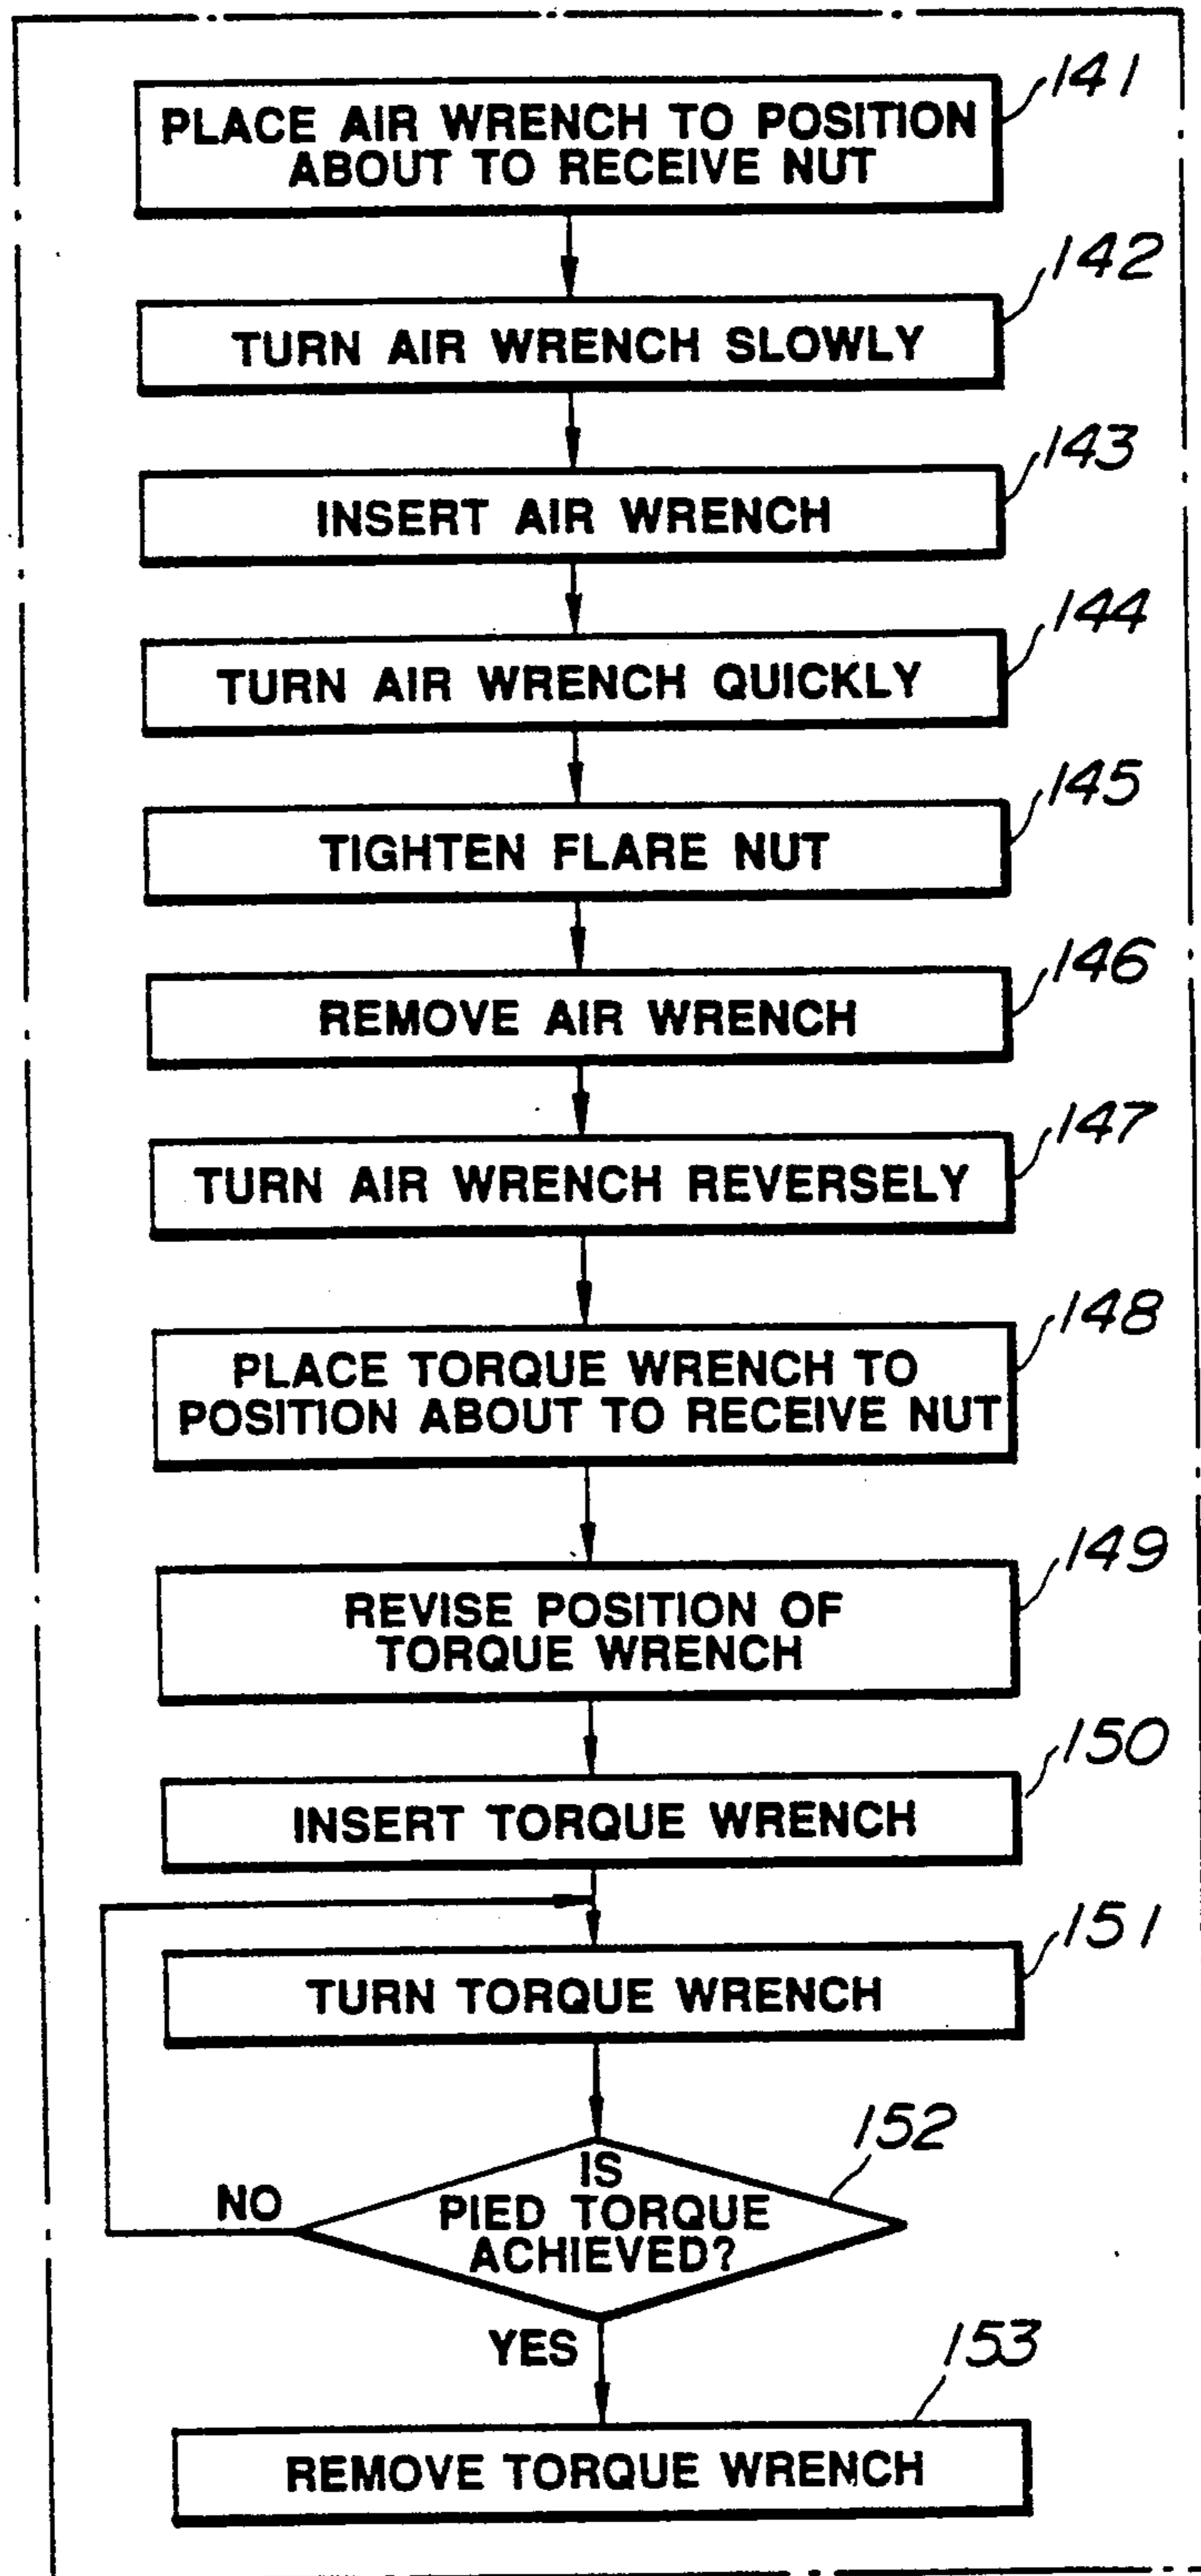 141
PLACE AIR WRENCH TO POSITION
ABOUT TO RECEIVE NUT
142
TURN AIR WRENCH SLOWLY
143
INSERT AIR WRENCH
144
TURN AIR WRENCH QUICKLY
145
TIGHTEN FLARE NUT
146
REMOVE AIR WRENCH
147
TURN AIR WRENCH REVERSELY
148
PLACE TORQUE WRENCH TO
POSITION ABOUT TO RECEIVE NUT
149
REVISE POSITION OF
TORQUE WRENCH
150
INSERT TORQUE WRENCH
151
TURN TORQUE WRENCH
152
IS
PIED TORQUE
ACHIEVED?
NO
YES
153
REMOVE TORQUE WRENCH